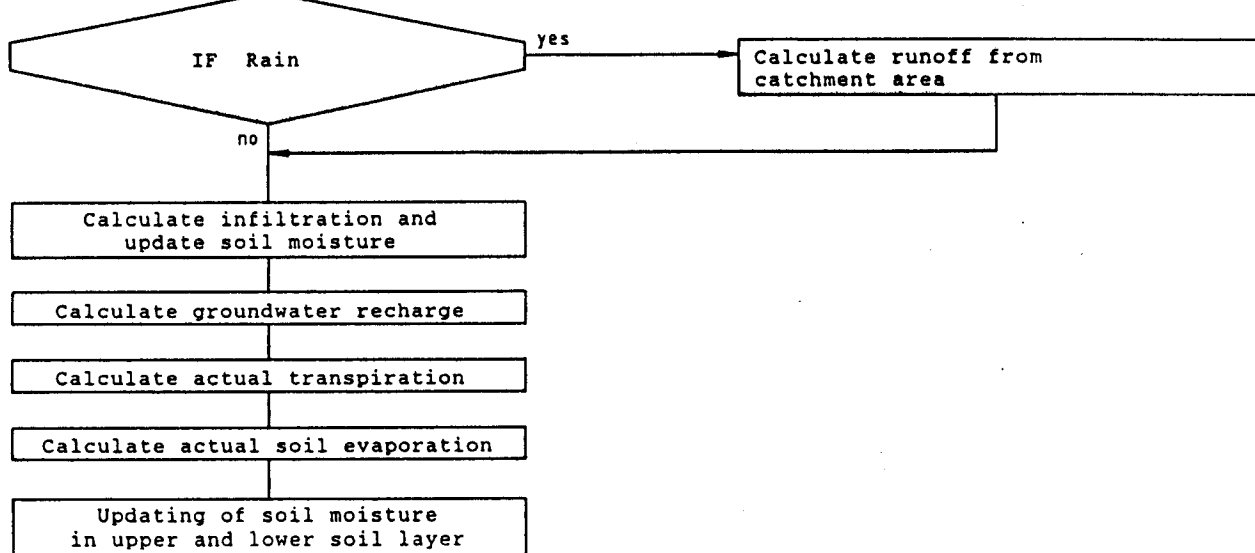 IF Rain
yes
Calculate runoff from
catchment area
no
Calculate infiltration and
update soil moisture
Calculate groundwater recharge
Calculate actual transpiration
Calculate actual soil evaporation
Updating of soil moisture
in upper and lower soil layer